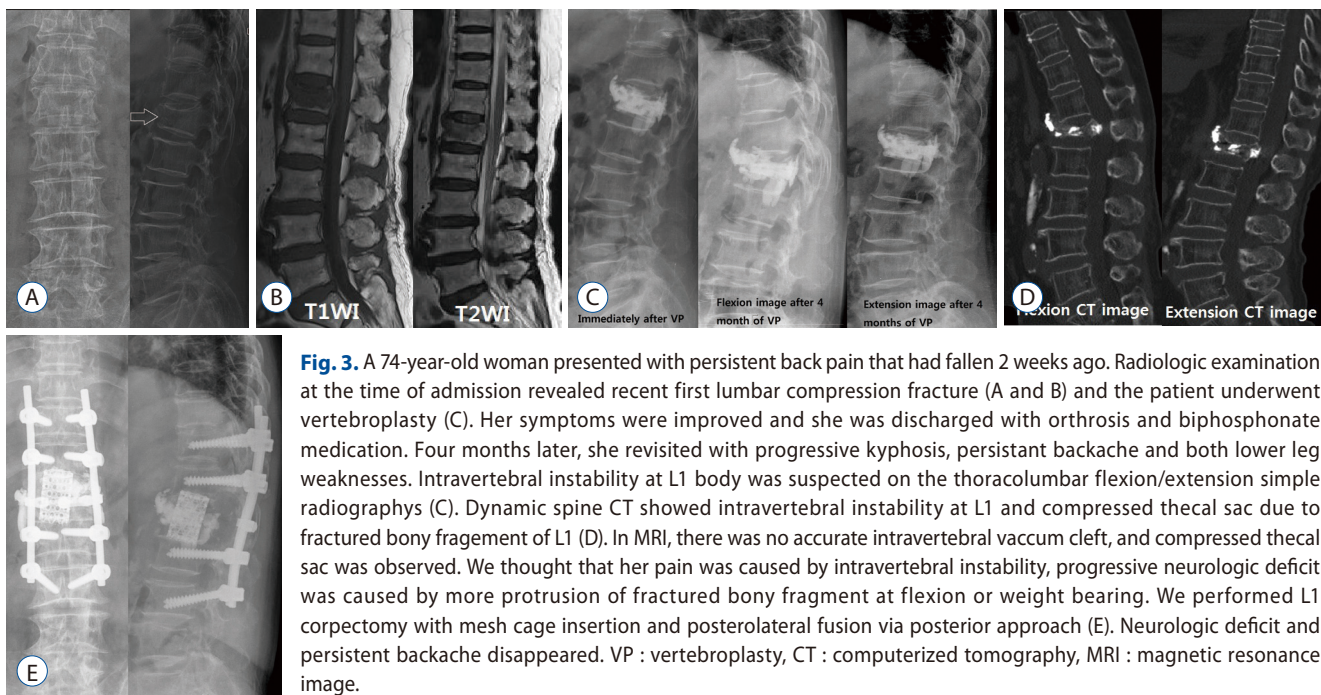 A
B
T1WI
T2WI
C
Immediately after VP
Flexion image after 4
month of VP
Extension image after 4
months of VP
D
Flexion CT image
Extension CT image
E
Fig. 3. A 74-year-old woman presented with persistent back pain that had fallen 2 weeks ago. Radiologic examination
at the time of admission revealed recent first lumbar compression fracture (A and B) and the patient underwent
vertebroplasty (C). Her symptoms were improved and she was discharged with orthrosis and biphosphonate
medication. Four months later, she revisited with progressive kyphosis, persistant backache and both lower leg
weaknesses. Intravertebral instability at L1 body was suspected on the thoracolumbar flexion/extension simple
radiographys (C). Dynamic spine CT showed intravertebral instability at L1 and compressed thecal sac due to
fractured bony fragement of L1 (D). In MRI, there was no accurate intravertebral vaccum cleft, and compressed thecal
sac was observed. We thought that her pain was caused by intravertebral instability, progressive neurologic deficit
was caused by more protrusion of fractured bony fragment at flexion or weight bearing. We performed L1
corpectomy with mesh cage insertion and posterolateral fusion via posterior approach (E). Neurologic deficit and
persistent backache disappeared. VP : vertebroplasty, CT : computerized tomography, MRI : magnetic resonance
image.